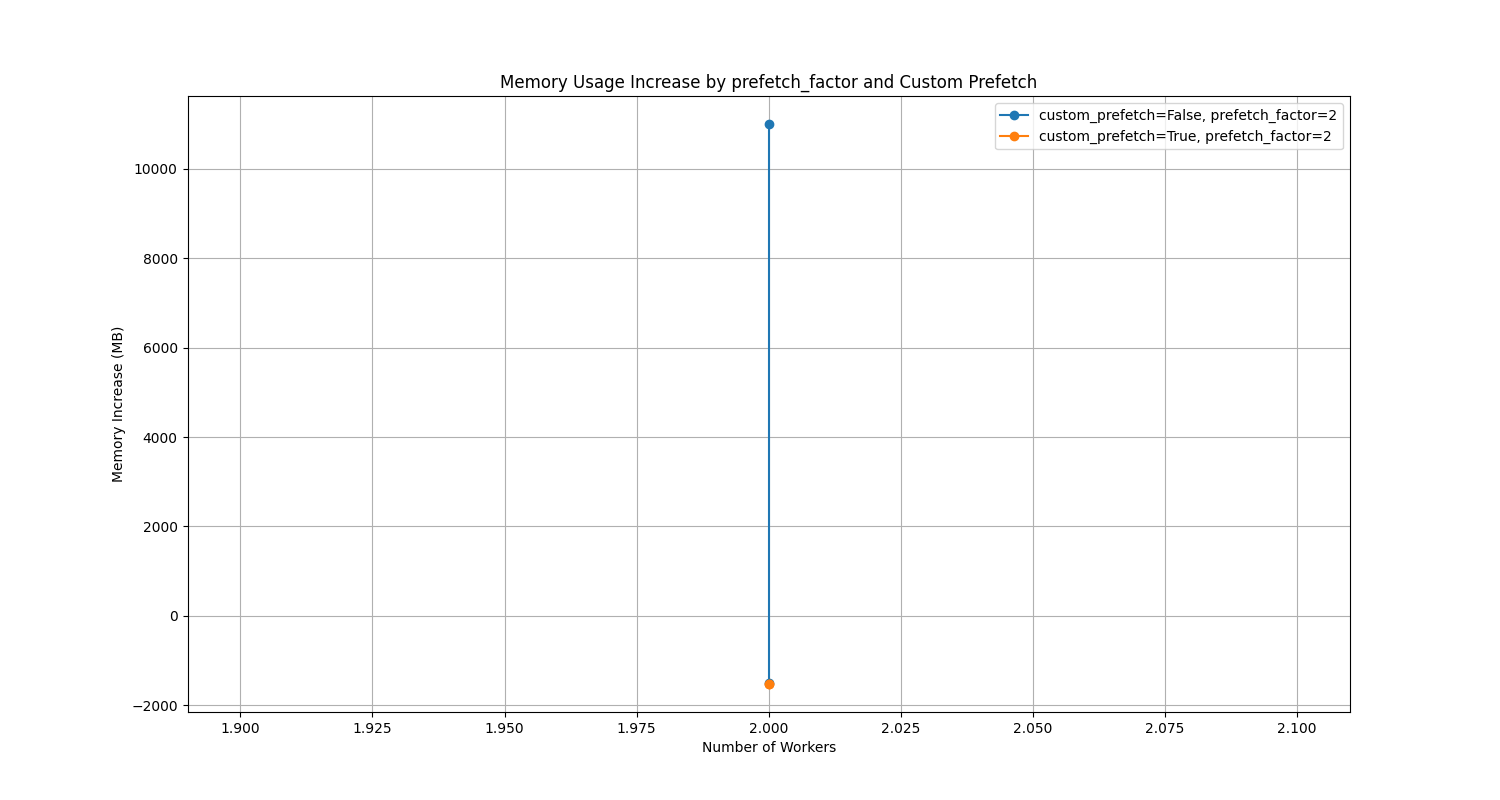 Memory Usage Increase by prefetch_factor and Custom Prefetch
custom_prefetch=False, prefetch_factor=2
custom_prefetch=True, prefetch_factor=2
Memory Increase (MB)
10000
8000
6000
4000
2000
0
−2000
1.900 1.925 1.950 1.975 2.000 2.025 2.050 2.075 2.100
Number of Workers